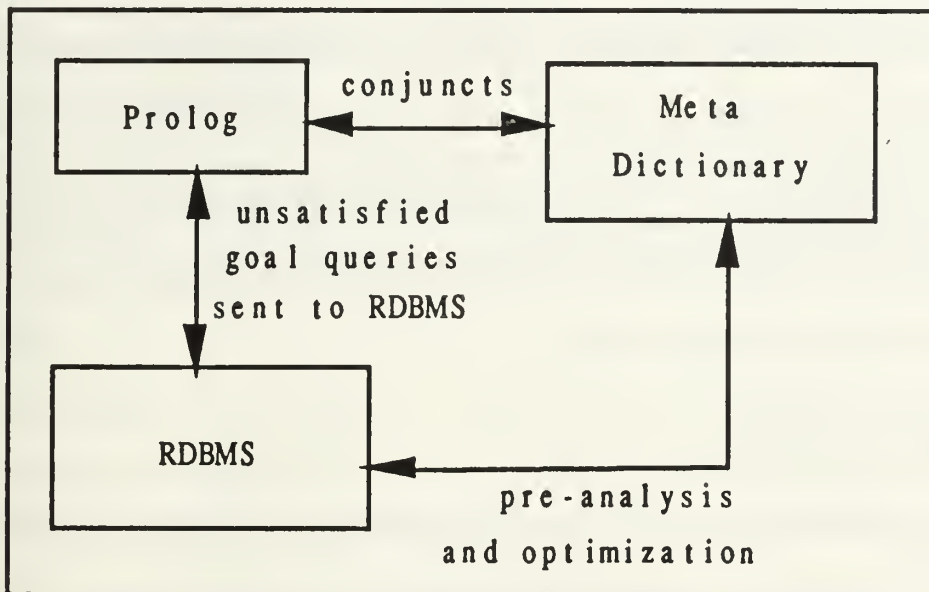 Prolog
conjuncts
Meta
Dictionary
unsatisfied
goal queries
sent to RDBMS
RDBMS
pre-analysis
and optimization